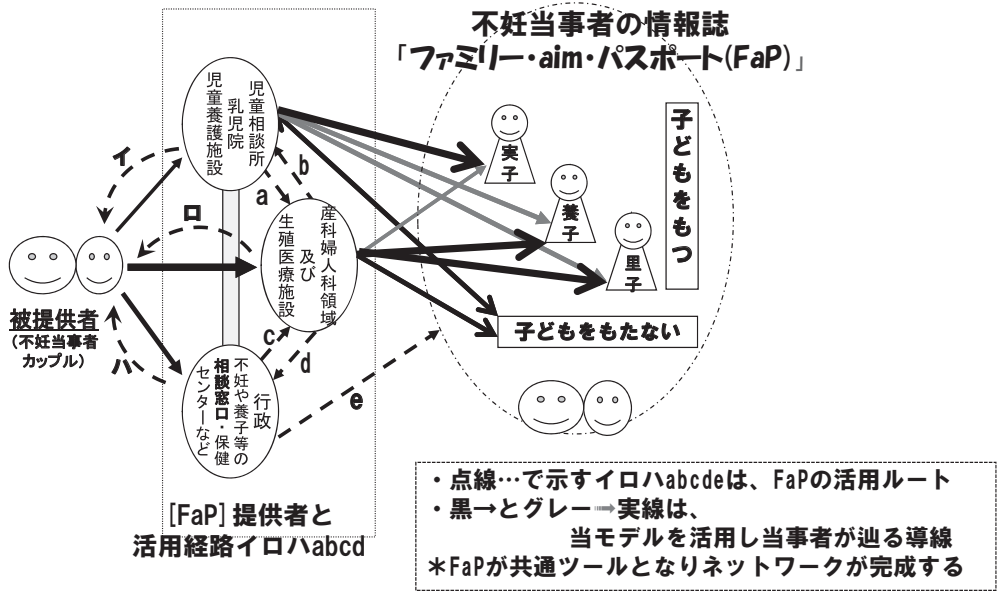 不妊当事者の情報誌
「ファミリー・aim・パスポート(FaP)」
児童相談所
乳児院
児童養護施設
イ
b
a
ロ
産科婦人科領域
及び
生殖医療施設
実子
養子
里子
子どもをもつ
被提供者
(不妊当事者
カップル)
ハ
c
d
e
子どもをもたない
行政
不妊や養子等の
相談窓口・保健
センターなど
[FaP]提供者と
活用経路イロハabcd
・点線…で示すイロハabcdeは、FaPの活用ルート
・黒→とグレー➡実線は、
当モデルを活用し当事者が辿る導線
＊FaPが共通ツールとなりネットワークが完成する